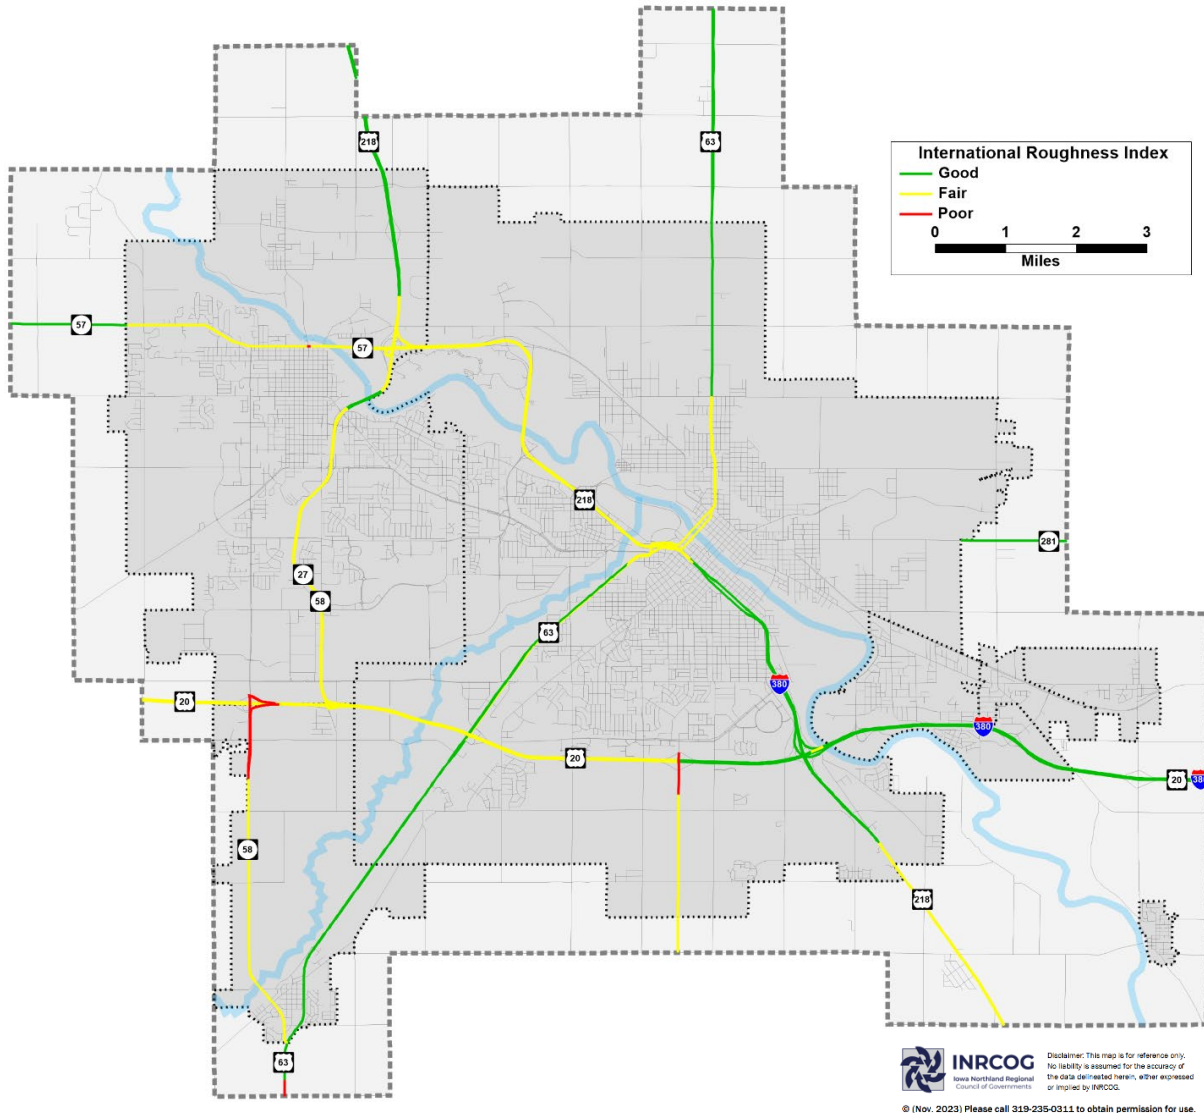 218
63
International Roughness Index
Good
Fair
Poor
0 1 2 3
Miles
57
57
218
281
27
58
63
380
20
380
20
20 380
58
218
63
INRCOG
Iowa Northland Regional
Council of Governments
Disclaimer: This map is for reference only.
No liability is assumed for the accuracy of
the data delineated herein, either expressed
or implied by INRCOG.
© (Nov. 2023) Please call 319-235-0311 to obtain permission for use.